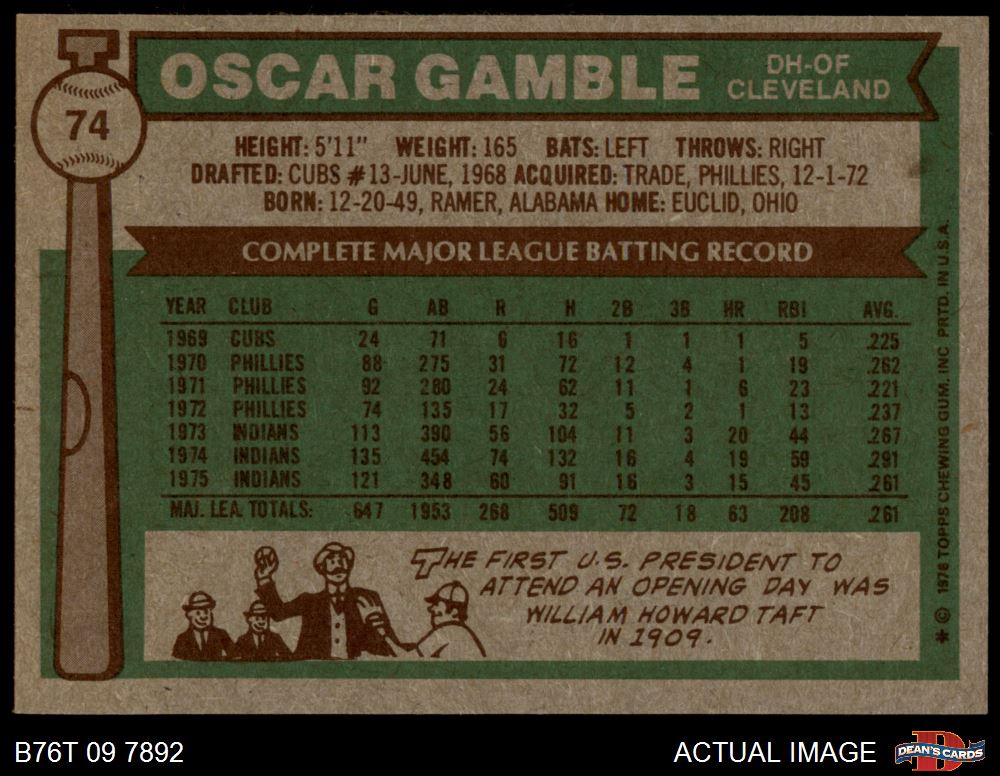 74
OSCAR GAMBLE
DH-OF
CLEVELAND
HEIGHT: 5'11" WEIGHT: 165 BATS: LEFT THROWS: RIGHT
DRAFTED: CUBS #13-JUNE, 1968 ACQUIRED: TRADE, PHILLIES, 12-1-72
BORN: 12-20-49, RAMER, ALABAMA HOME: EUCLID, OHIO
COMPLETE MAJOR LEAGUE BATTING RECORD
YEAR CLUB G AB R H 2B 3B HR RBI AVG.
1969 CUBS 24 71 6 16 1 1 1 5 .225
1970 PHILLIES 88 275 31 72 12 4 1 19 .262
1971 PHILLIES 92 280 24 62 11 1 6 23 .221
1972 PHILLIES 74 135 17 32 5 2 1 13 .237
1973 INDIANS 113 390 56 104 11 3 20 44 .267
1974 INDIANS 135 454 74 132 16 4 19 59 .291
1975 INDIANS 121 348 60 91 16 3 15 45 .261
MAJ. LEA. TOTALS: 647 1953 268 509 72 18 63 208 .261
THE FIRST U.S. PRESIDENT TO
ATTEND AN OPENING DAY WAS
WILLIAM HOWARD TAFT
IN 1909.
* © 1976 TOPPS CHEWING GUM, INC PRTD. IN U.S.A.
B76T 09 7892
ACTUAL IMAGE
D
DEAN'S CARDS